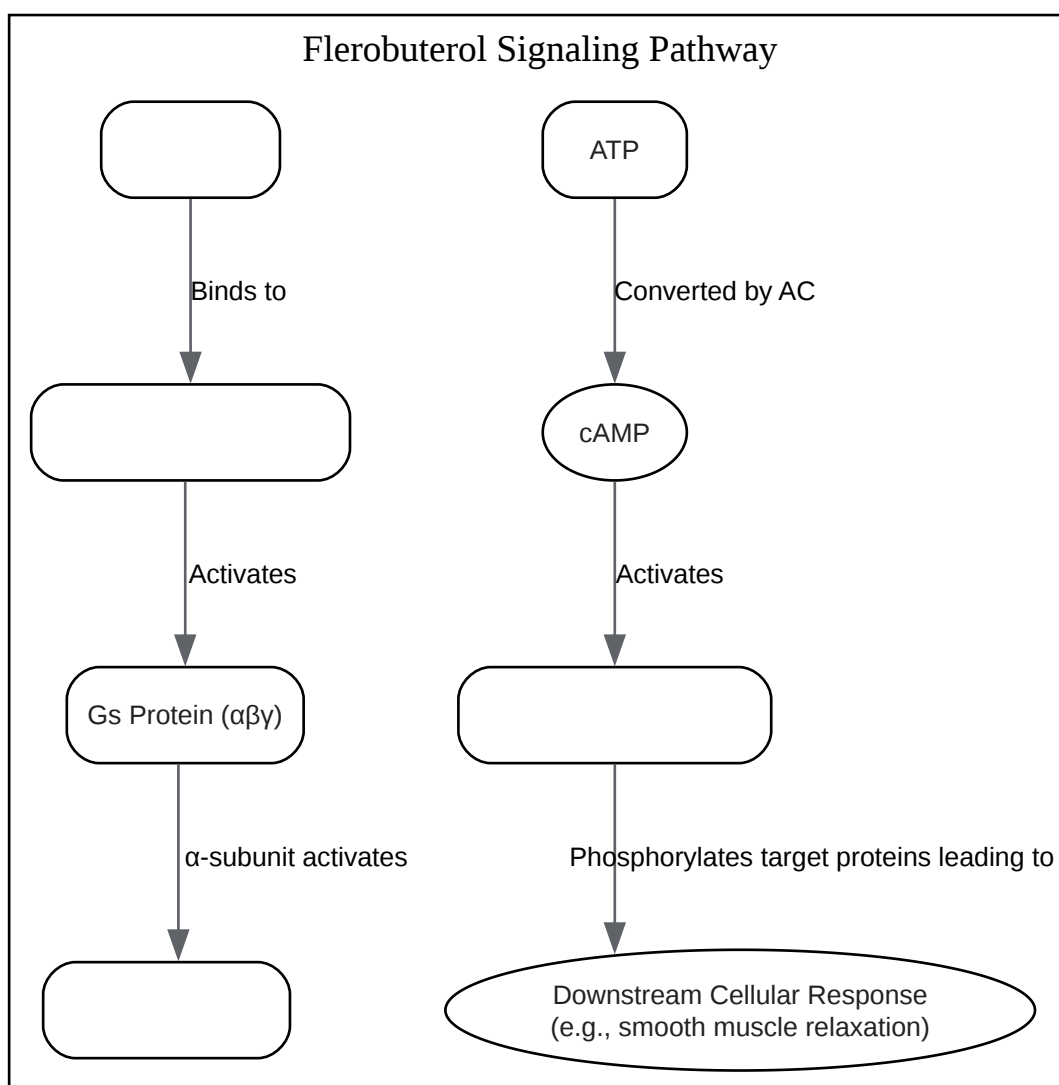 Flerobuterol Signaling Pathway
ATP
Binds to
Converted by AC
cAMP
Activates
Activates
Gs Protein (αβγ)
α-subunit activates
Phosphorylates target proteins leading to
Downstream Cellular Response
(e.g., smooth muscle relaxation)